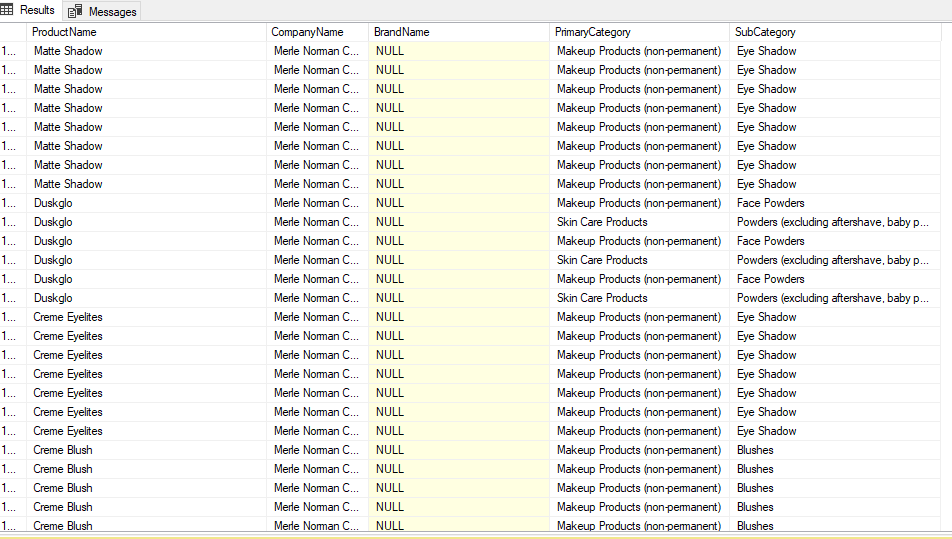 Results Messages
ProductName CompanyName BrandName PrimaryCategory SubCategory
1... Matte Shadow Merle Norman C... NULL Makeup Products (non-permanent) Eye Shadow
1... Matte Shadow Merle Norman C... NULL Makeup Products (non-permanent) Eye Shadow
1... Matte Shadow Merle Norman C... NULL Makeup Products (non-permanent) Eye Shadow
1... Matte Shadow Merle Norman C... NULL Makeup Products (non-permanent) Eye Shadow
1... Matte Shadow Merle Norman C... NULL Makeup Products (non-permanent) Eye Shadow
1... Matte Shadow Merle Norman C... NULL Makeup Products (non-permanent) Eye Shadow
1... Matte Shadow Merle Norman C... NULL Makeup Products (non-permanent) Eye Shadow
1... Matte Shadow Merle Norman C... NULL Makeup Products (non-permanent) Eye Shadow
1... Duskglo Merle Norman C... NULL Makeup Products (non-permanent) Face Powders
1... Duskglo Merle Norman C... NULL Skin Care Products Powders (excluding aftershave, baby p...
1... Duskglo Merle Norman C... NULL Makeup Products (non-permanent) Face Powders
1... Duskglo Merle Norman C... NULL Skin Care Products Powders (excluding aftershave, baby p...
1... Duskglo Merle Norman C... NULL Makeup Products (non-permanent) Face Powders
1... Duskglo Merle Norman C... NULL Skin Care Products Powders (excluding aftershave, baby p...
1... Creme Eyelites Merle Norman C... NULL Makeup Products (non-permanent) Eye Shadow
1... Creme Eyelites Merle Norman C... NULL Makeup Products (non-permanent) Eye Shadow
1... Creme Eyelites Merle Norman C... NULL Makeup Products (non-permanent) Eye Shadow
1... Creme Eyelites Merle Norman C... NULL Makeup Products (non-permanent) Eye Shadow
1... Creme Eyelites Merle Norman C... NULL Makeup Products (non-permanent) Eye Shadow
1... Creme Eyelites Merle Norman C... NULL Makeup Products (non-permanent) Eye Shadow
1... Creme Eyelites Merle Norman C... NULL Makeup Products (non-permanent) Eye Shadow
1... Creme Blush Merle Norman C... NULL Makeup Products (non-permanent) Blushes
1... Creme Blush Merle Norman C... NULL Makeup Products (non-permanent) Blushes
1... Creme Blush Merle Norman C... NULL Makeup Products (non-permanent) Blushes
1... Creme Blush Merle Norman C... NULL Makeup Products (non-permanent) Blushes
1... Creme Blush Merle Norman C... NULL Makeup Products (non-permanent) Blushes